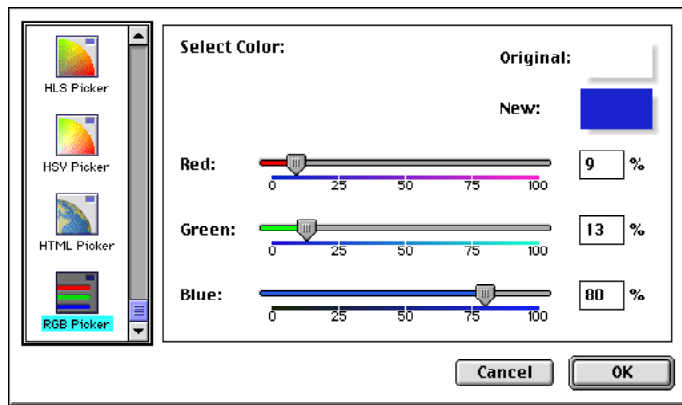 HLS Picker
HSV Picker
HTML Picker
RGB Picker
Select Color:
Original:
New:
Red:
9 %
0 25 50 75 100
Green:
13 %
0 25 50 75 100
Blue:
80 %
0 25 50 75 100
Cancel
OK